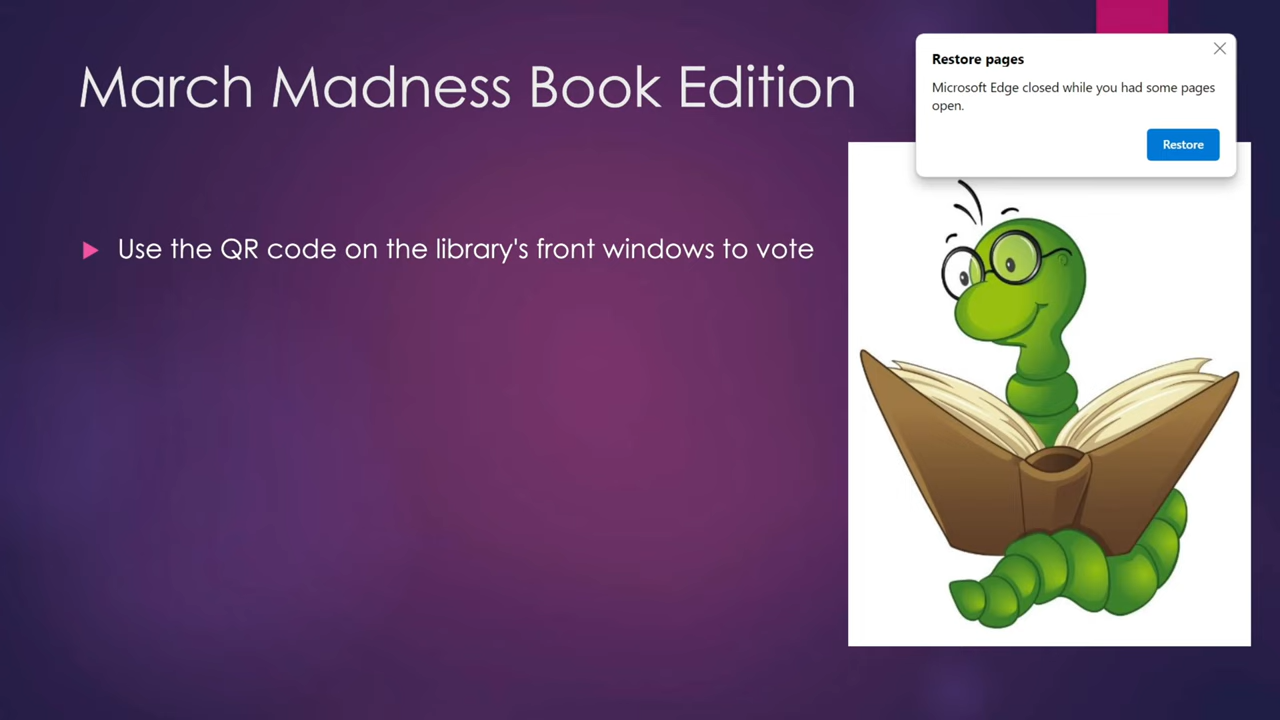 March Madness Book Edition
Restore pages
Microsoft Edge closed while you had some pages
open.
Restore
Use the QR code on the library's front windows to vote